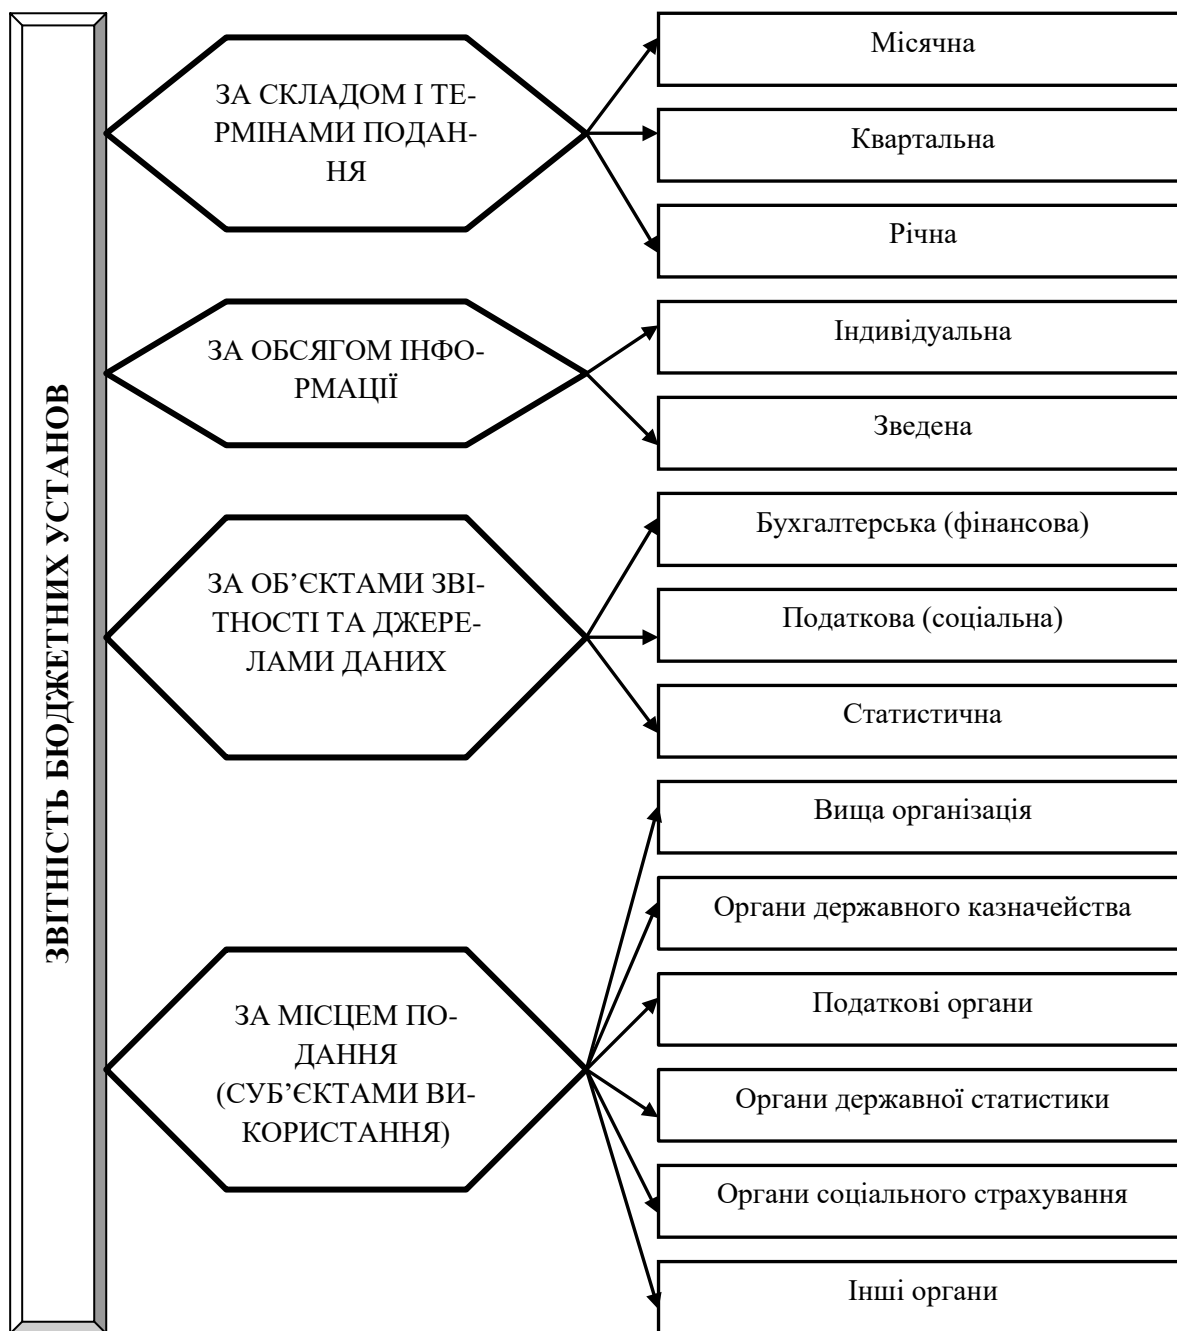 ЗВІТНІСТЬ БЮДЖЕТНИХ УСТАНОВ
ЗА СКЛАДОМ І ТЕ-
РМІНАМИ ПОДАН-
НЯ
Місячна
Квартальна
Річна
ЗА ОБСЯГОМ ІНФО-
РМАЦІЇ
Індивідуальна
Зведена
ЗА ОБ’ЄКТАМИ ЗВІ-
ТНОСТІ ТА ДЖЕРЕ-
ЛАМИ ДАНИХ
Бухгалтерська (фінансова)
Податкова (соціальна)
Статистична
ЗА МІСЦЕМ ПО-
ДАННЯ
(СУБ’ЄКТАМИ ВИ-
КОРИСТАННЯ)
Вища організація
Органи державного казначейства
Податкові органи
Органи державної статистики
Органи соціального страхування
Інші органи